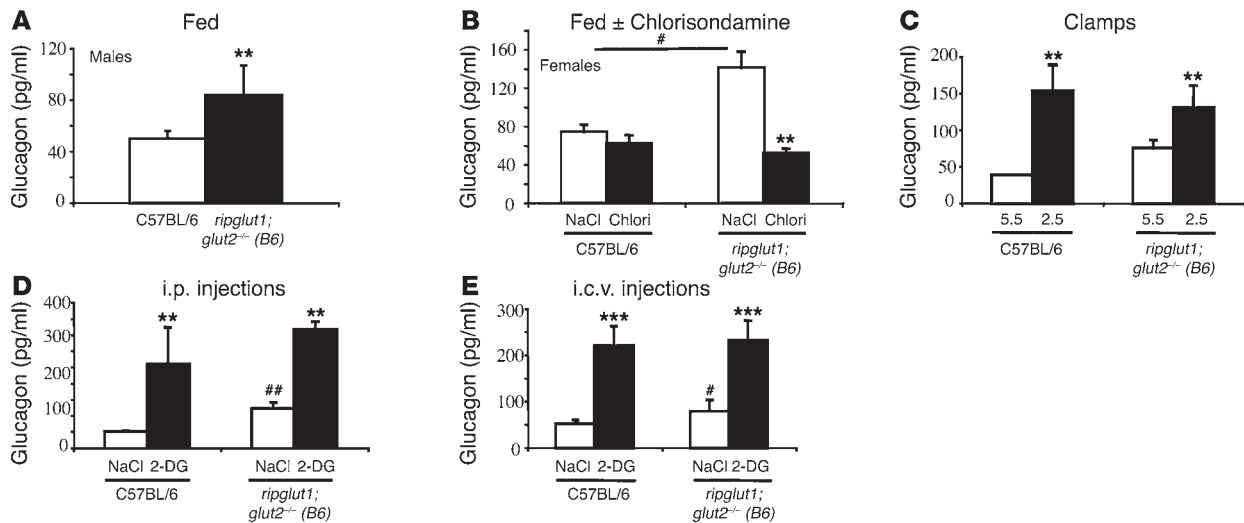 A Fed
Glucagon (pg/ml)
120
80
40
0
Males
**
C57BL/6 ripglut1;
glut2–/– (B6)
B Fed ± Chlorisondamine
Glucagon (pg/ml)
160
120
80
40
0
Females
#
**
NaCl Chlori NaCl Chlori
C57BL/6 ripglut1;
glut2–/– (B6)
C Clamps
Glucagon (pg/ml)
200
150
100
50
0
** **
5.5 2.5 5.5 2.5
C57BL/6 ripglut1;
glut2–/– (B6)
D i.p. injections
Glucagon (pg/ml)
400
300
200
100
0
** ## **
NaCl 2-DG NaCl 2-DG
C57BL/6 ripglut1;
glut2–/– (B6)
E i.c.v. injections
Glucagon (pg/ml)
300
200
100
0
*** # ***
NaCl 2-DG NaCl 2-DG
C57BL/6 ripglut1;
glut2–/– (B6)